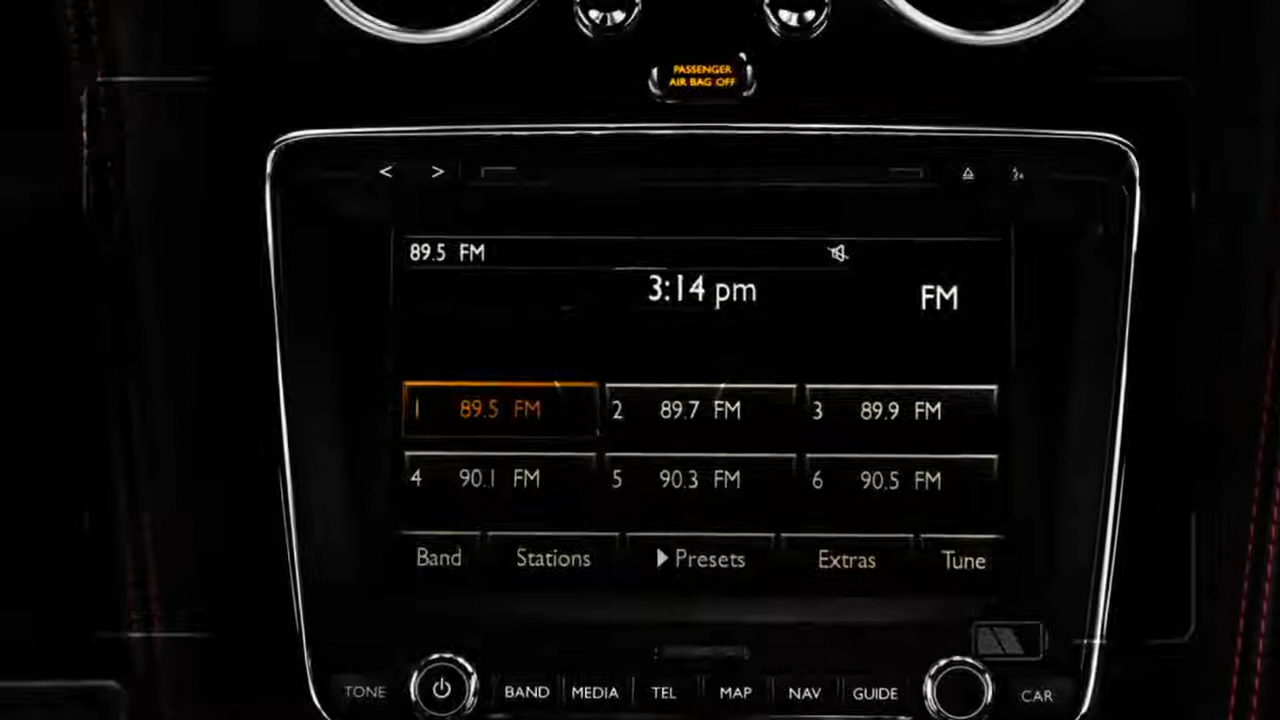 PASSENGER
AIR BAG OFF
< >
89.5 FM
3:14 pm
FM
1 89.5 FM 2 89.7 FM 3 89.9 FM
4 90.1 FM 5 90.3 FM 6 90.5 FM
Band Stations Presets Extras Tune
TONE BAND MEDIA TEL MAP NAV GUIDE CAR